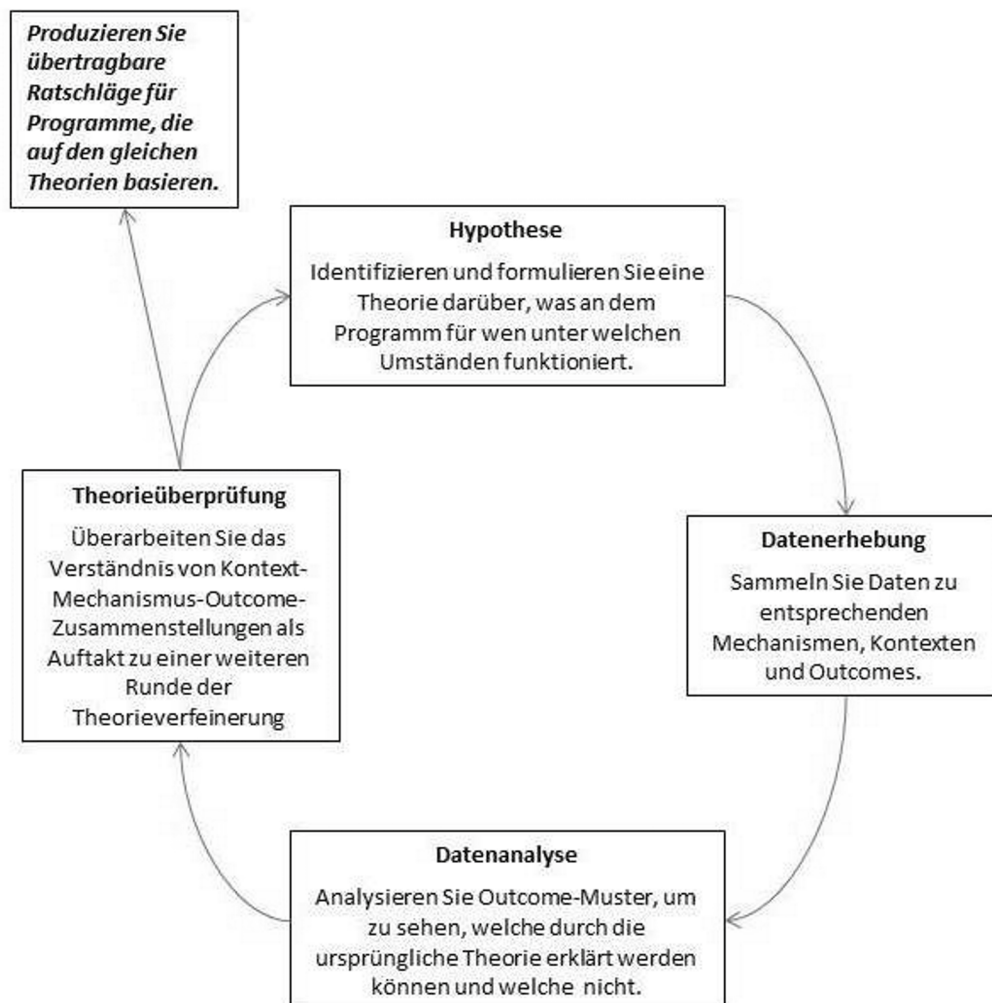 Produzieren Sie
übertragbare
Ratschläge für
Programme, die
auf den gleichen
Theorien basieren.
Hypothese
Identifizieren und formulieren Sie eine
Theorie darüber, was an dem
Programm für wen unter welchen
Umständen funktioniert.
Datenerhebung
Sammeln Sie Daten zu
entsprechenden
Mechanismen, Kontexten
und Outcomes.
Datenanalyse
Analysieren Sie Outcome-Muster, um
zu sehen, welche durch die
ursprüngliche Theorie erklärt werden
können und welche nicht.
Theorieüberprüfung
Überarbeiten Sie das
Verständnis von Kontext-
Mechanismus-Outcome-
Zusammenstellungen als
Auftakt zu einer weiteren
Runde der
Theorieverfeinerung